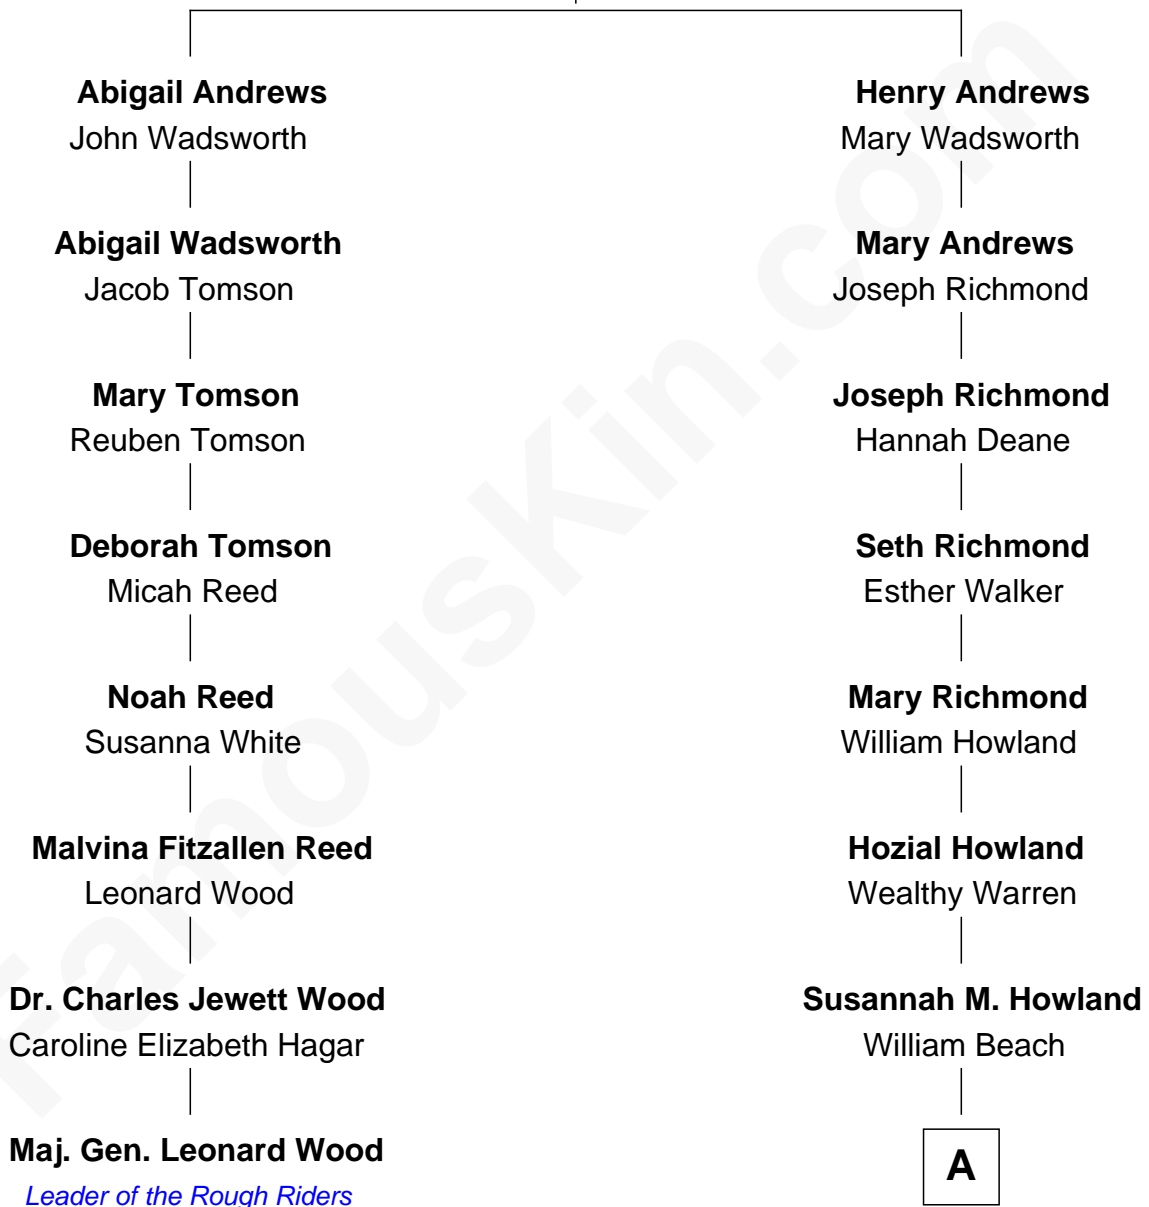 Abigail Andrews
John Wadsworth
Abigail Wadsworth
Jacob Tomson
Mary Tomson
Reuben Tomson
Deborah Tomson
Micah Reed
Noah Reed
Susanna White
Malvina Fitzallen Reed
Leonard Wood
Dr. Charles Jewett Wood
Caroline Elizabeth Hagar
Maj. Gen. Leonard Wood
Leader of the Rough Riders
Henry Andrews
Mary Wadsworth
Mary Andrews
Joseph Richmond
Joseph Richmond
Hannah Deane
Seth Richmond
Esther Walker
Mary Richmond
William Howland
Hozial Howland
Wealthy Warren
Susannah M. Howland
William Beach
A
FamousKin.com